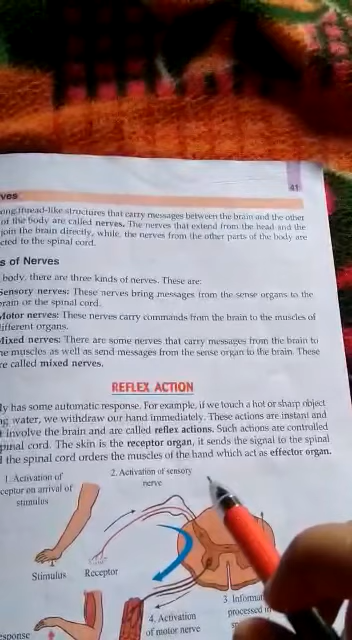 41
ves
ong thread-like structures that carry messages between the brain and the other
of the body are called nerves. The nerves that extend from the head and the
join the brain directly, while, the nerves from the other parts of the body are
cted to the spinal cord.
s of Nerves
body, there are three kinds of nerves. These are:
Sensory nerves: These nerves bring messages from the sense organs to the
rain or the spinal cord.
Motor nerves: These nerves carry commands from the brain to the muscles of
ifferent organs.
Mixed nerves: There are some nerves that carry messages from the brain to
he muscles as well as send messages from the sense organ to the brain. These
re called mixed nerves.
REFLEX ACTION
ly has some automatic response. For example, if we touch a hot or sharp object
ng water, we withdraw our hand immediately. These actions are instant and
t involve the brain and are called reflex actions. Such actions are controlled
pinal cord. The skin is the receptor organ, it sends the signal to the spinal
d the spinal cord orders the muscles of the hand which act as effector organ.
1. Activation of
ceptor on arrival of
stimulus
2. Activation of sensory
nerve
Stimulus
Receptor
3. Informat
processed in
4. Activation
of motor nerve
esponse